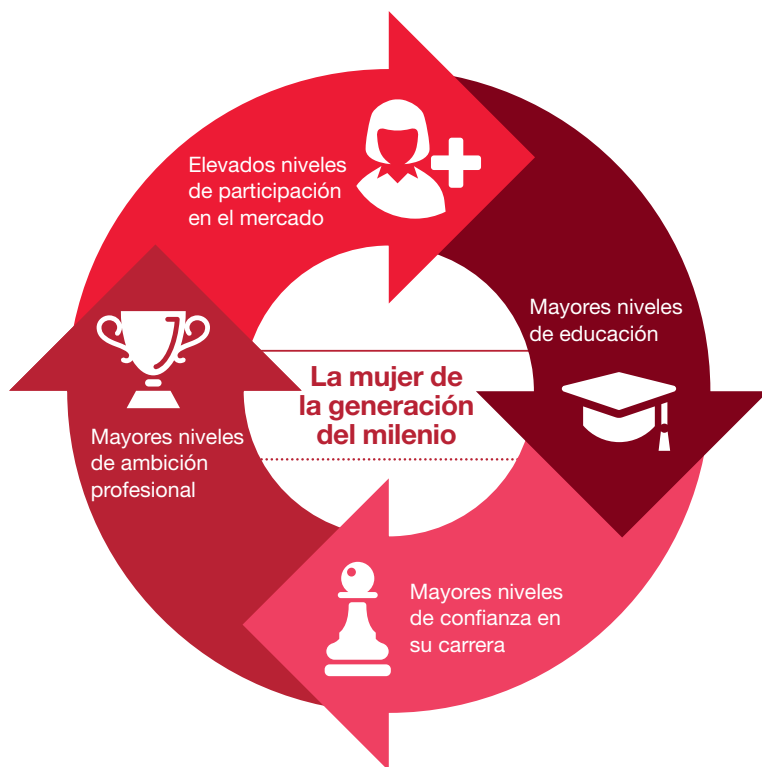 Elevados niveles
de participación
en el mercado
Mayores niveles
de educación
La mujer de
la generación
del milenio
Mayores niveles
de ambición
profesional
Mayores niveles
de confianza en
su carrera